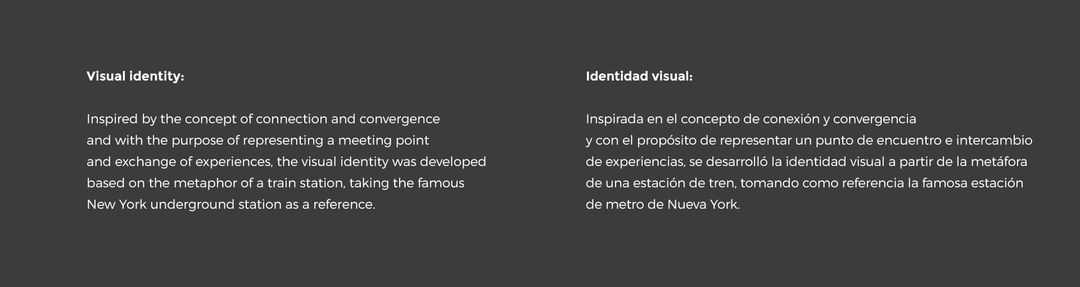 Visual identity:
Inspired by the concept of connection and convergence
and with the purpose of representing a meeting point
and exchange of experiences, the visual identity was developed
based on the metaphor of a train station, taking the famous
New York underground station as a reference.
Identidad visual:
Inspirada en el concepto de conexión y convergencia
y con el propósito de representar un punto de encuentro e intercambio
de experiencias, se desarrolló la identidad visual a partir de la metáfora
de una estación de tren, tomando como referencia la famosa estación
de metro de Nueva York.